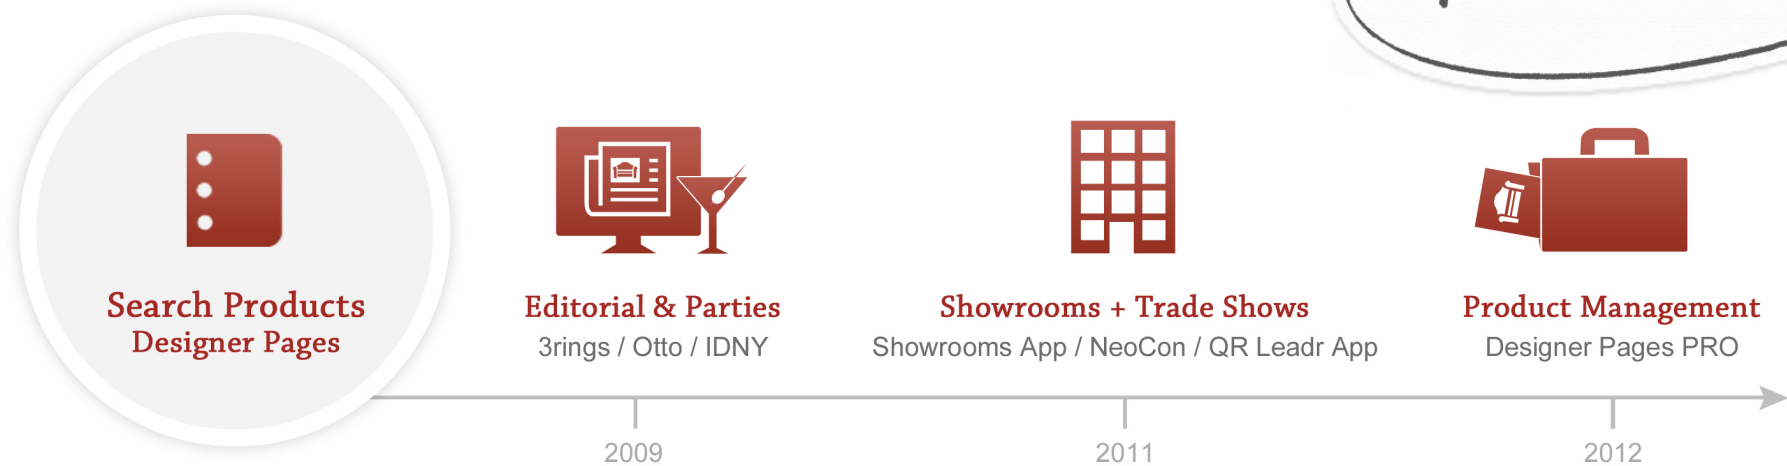 Search Products
Designer Pages
Editorial & Parties
3rings / Otto / IDNY
Showrooms + Trade Shows
Showrooms App / NeoCon / QR Leadr App
Product Management
Designer Pages PRO
2009
2011
2012